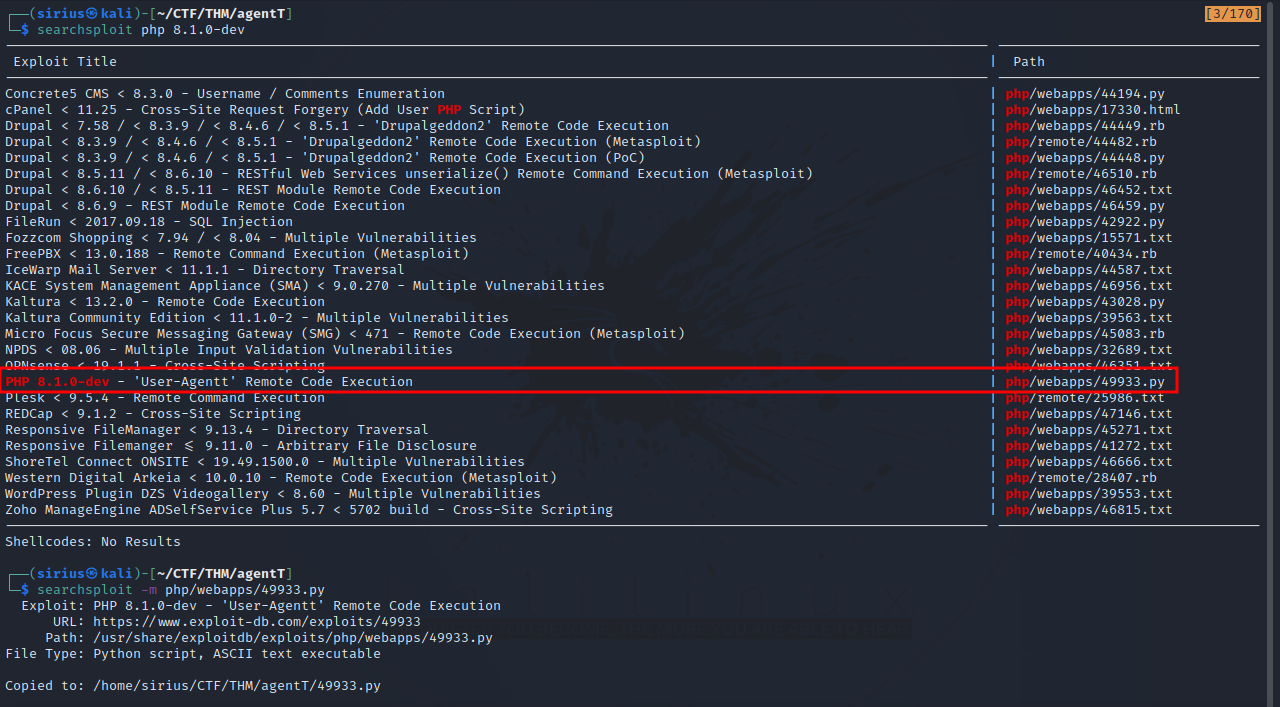 ┌──(sirius㉿kali)-[~/CTF/THM/agentT] [3/170]
└─$ searchsploit php 8.1.0-dev
Exploit Title | Path
Concrete5 CMS < 8.3.0 - Username / Comments Enumeration | php/webapps/44194.py
cPanel < 11.25 - Cross-Site Request Forgery (Add User PHP Script) | php/webapps/17330.html
Drupal < 7.58 / < 8.3.9 / < 8.4.6 / < 8.5.1 - 'Drupalgeddon2' Remote Code Execution | php/webapps/44449.rb
Drupal < 8.3.9 / < 8.4.6 / < 8.5.1 - 'Drupalgeddon2' Remote Code Execution (Metasploit) | php/remote/44482.rb
Drupal < 8.3.9 / < 8.4.6 / < 8.5.1 - 'Drupalgeddon2' Remote Code Execution (PoC) | php/webapps/44448.py
Drupal < 8.5.11 / < 8.6.10 - RESTful Web Services unserialize() Remote Command Execution (Metasploit) | php/remote/46510.rb
Drupal < 8.6.10 / < 8.5.11 - REST Module Remote Code Execution | php/webapps/46452.txt
Drupal < 8.6.9 - REST Module Remote Code Execution | php/webapps/46459.py
FileRun < 2017.09.18 - SQL Injection | php/webapps/42922.py
Fozzcom Shopping < 7.94 / < 8.04 - Multiple Vulnerabilities | php/webapps/15571.txt
FreePBX < 13.0.188 - Remote Command Execution (Metasploit) | php/remote/40434.rb
IceWarp Mail Server < 11.1.1 - Directory Traversal | php/webapps/44587.txt
KACE System Management Appliance (SMA) < 9.0.270 - Multiple Vulnerabilities | php/webapps/46956.txt
Kaltura < 13.2.0 - Remote Code Execution | php/webapps/43028.py
Kaltura Community Edition < 11.1.0-2 - Multiple Vulnerabilities | php/webapps/39563.txt
Micro Focus Secure Messaging Gateway (SMG) < 471 - Remote Code Execution (Metasploit) | php/webapps/45083.rb
NPDS < 08.06 - Multiple Input Validation Vulnerabilities | php/webapps/32689.txt
OPNsense < 19.1.1 - Cross-Site Scripting | php/webapps/46351.txt
PHP 8.1.0-dev - 'User-Agentt' Remote Code Execution | php/webapps/49933.py
Plesk < 9.5.4 - Remote Command Execution | php/remote/25986.txt
REDCap < 9.1.2 - Cross-Site Scripting | php/webapps/47146.txt
Responsive FileManager < 9.13.4 - Directory Traversal | php/webapps/45271.txt
Responsive Filemanger ≤ 9.11.0 - Arbitrary File Disclosure | php/webapps/41272.txt
ShoreTel Connect ONSITE < 19.49.1500.0 - Multiple Vulnerabilities | php/webapps/46666.txt
Western Digital Arkeia < 10.0.10 - Remote Code Execution (Metasploit) | php/remote/28407.rb
WordPress Plugin DZS Videogallery < 8.60 - Multiple Vulnerabilities | php/webapps/39553.txt
Zoho ManageEngine ADSelfService Plus 5.7 < 5702 build - Cross-Site Scripting | php/webapps/46815.txt
Shellcodes: No Results
┌──(sirius㉿kali)-[~/CTF/THM/agentT]
└─$ searchsploit -m php/webapps/49933.py
Exploit: PHP 8.1.0-dev - 'User-Agentt' Remote Code Execution
URL: https://www.exploit-db.com/exploits/49933
Path: /usr/share/exploitdb/exploits/php/webapps/49933.py
File Type: Python script, ASCII text executable
Copied to: /home/sirius/CTF/THM/agentT/49933.py